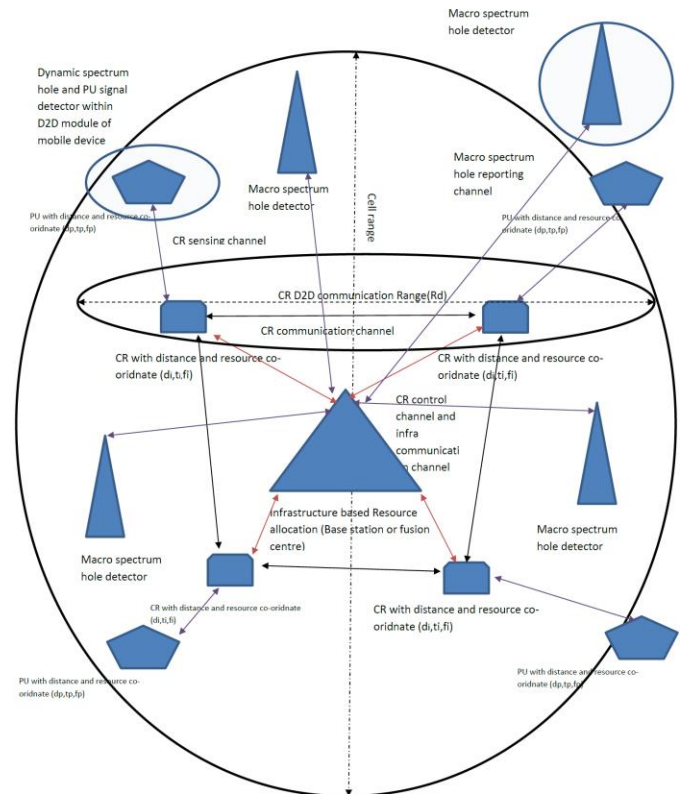 Macro spectrum
hole detector
Dynamic spectrum
hole and PU signal
detector within
D2D module of
mobile device
Macro spectrum
hole detector
Macro spectrum
hole reporting
channel
Cell range
PU with distance and resource co-
oridnate (dp,tp,fp)
PU with distance and resource co-
oridnate (dp,tp,fp)
CR sensing channel
CR D2D communication Range(Rd)
CR communication channel
CR with distance and resource co-
oridnate (di,ti,fi)
CR with distance and resource co-
oridnate (di,ti,fi)
CR control
channel and
infra
communicati
n channel
Infrastructure based Resource
allocation (Base station or fusion
centre)
Macro spectrum
hole detector
Macro spectrum
hole detector
CR with distance and resource co-oridnate
(di,ti,fi)
CR with distance and resource co-
oridnate (di,ti,fi)
PU with distance and resource co-
oridnate (dp,tp,fp)
PU with distance and resource co-
oridnate (dp,tp,fp)